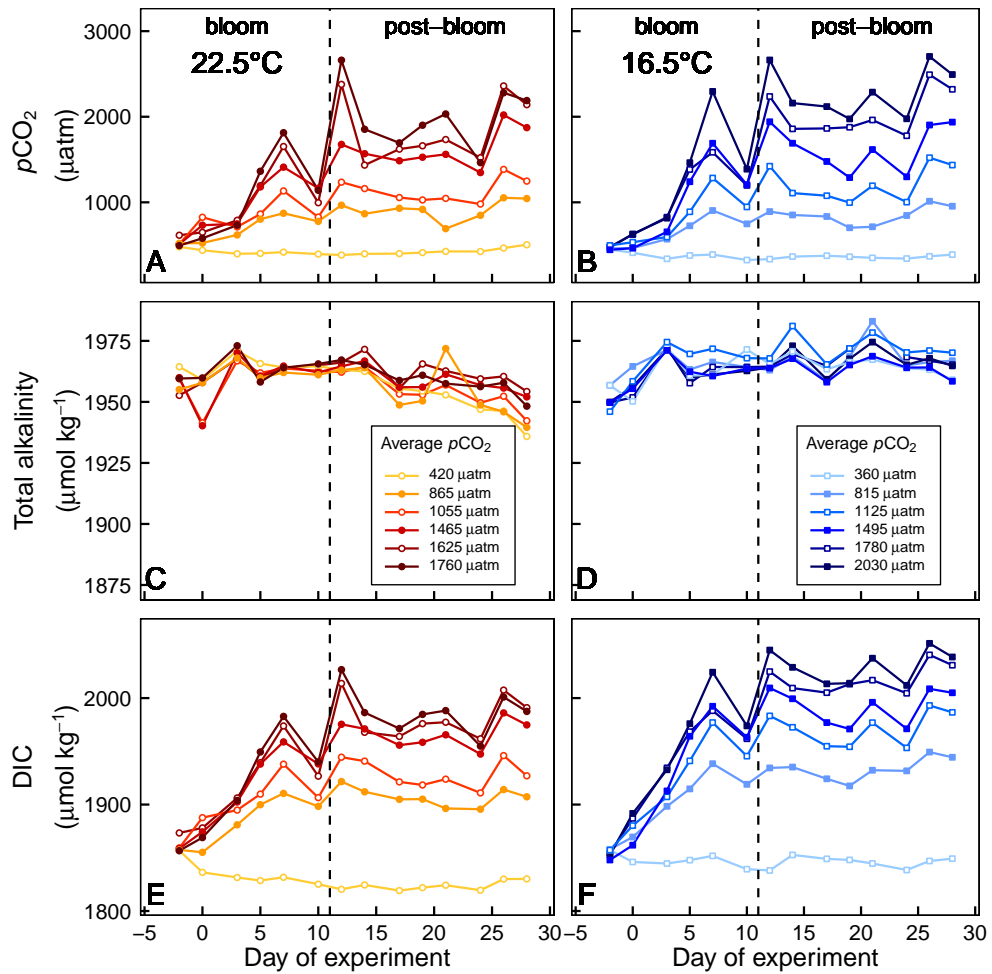 bloom post–bloom
22.5°C
3000
2000
1000
pCO2
(µatm)
A
bloom post–bloom
16.5°C
B
1975
1950
1925
1900
1875
Total alkalinity
(µmol kg−1)
Average pCO2
420 µatm
865 µatm
1055 µatm
1465 µatm
1625 µatm
1760 µatm
C
Average pCO2
360 µatm
815 µatm
1125 µatm
1495 µatm
1780 µatm
2030 µatm
D
2000
1900
1800
DIC
(µmol kg−1)
E
−5 0 5 10 15 20 25 30
Day of experiment
F
−5 0 5 10 15 20 25 30
Day of experiment